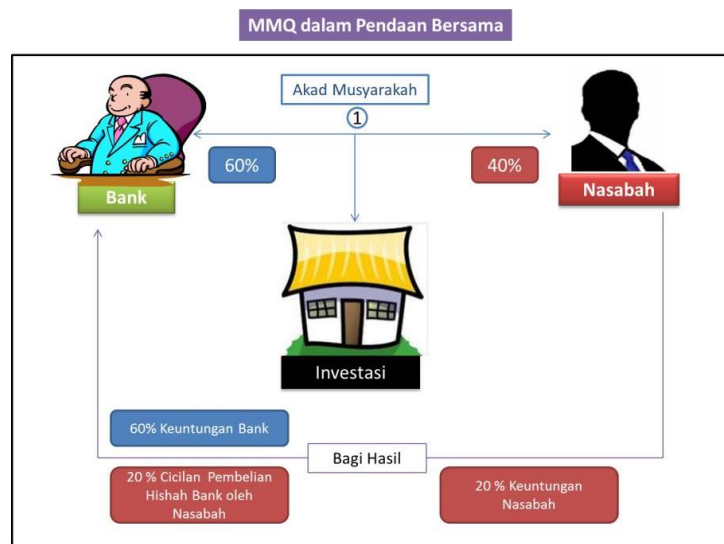 MMQ dalam Pendaan Bersama
Akad Musyarakah
1
60%
40%
Bank
Nasabah
Investasi
60% Keuntungan Bank
Bagi Hasil
20 % Cicilan Pembelian
Hishah Bank oleh
Nasabah
20 % Keuntungan
Nasabah